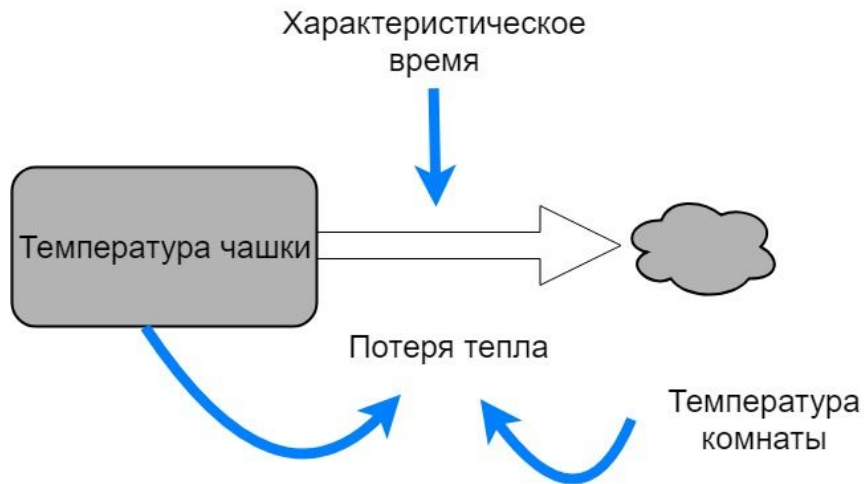 Характеристическое
время
Температура чашки
Потеря тепла
Температура
комнаты